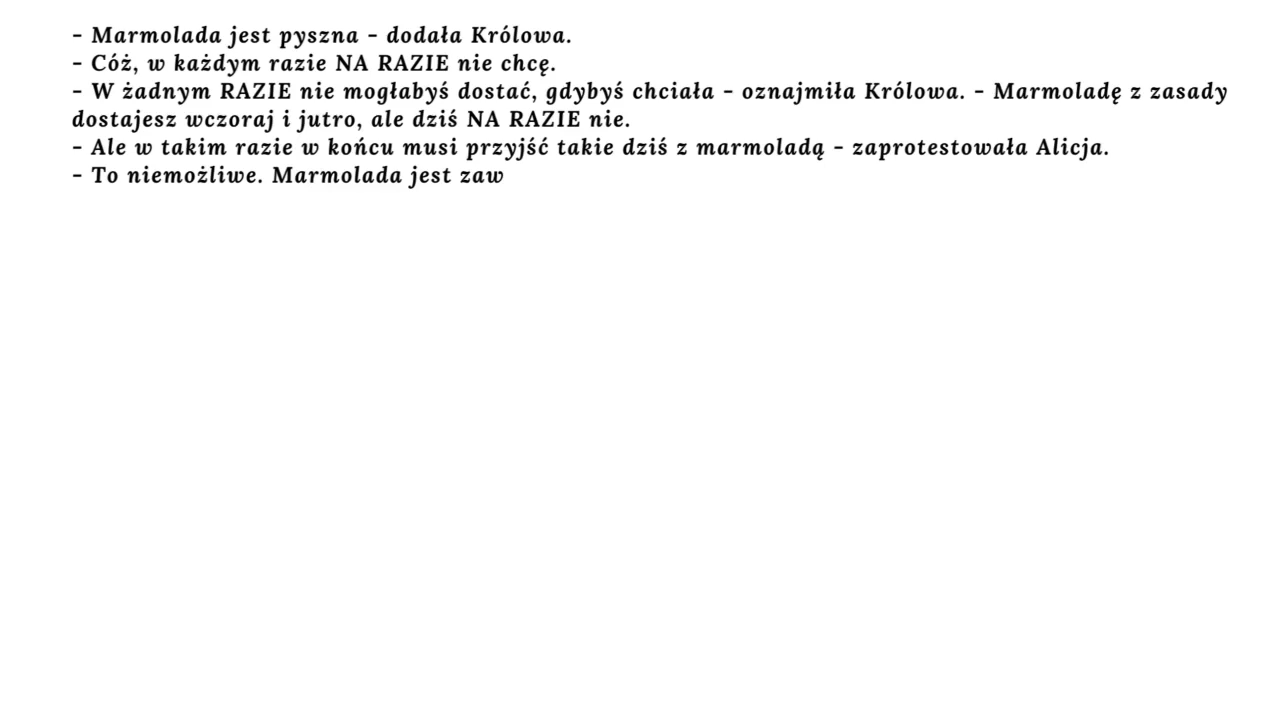 - Marmolada jest pyszna - dodała Królowa.
- Cóż, w każdym razie NA RAZIE nie chcę.
- W żadnym RAZIE nie mogłabyś dostać, gdybyś chciała - oznajmiła Królowa. - Marmoladę z zasady
dostajesz wczoraj i jutro, ale dziś NA RAZIE nie.
- Ale w takim razie w końcu musi przyjść takie dziś z marmoladą - zaprotestowała Alicja.
- To niemożliwe. Marmolada jest zaw